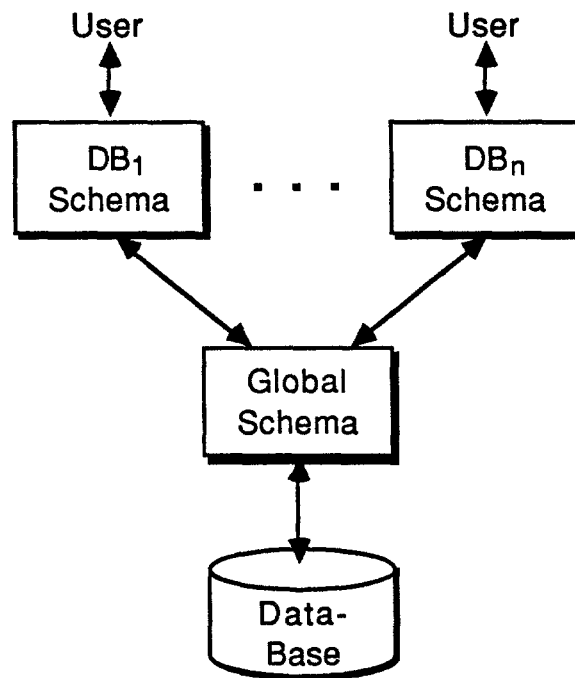 User
User
DB₁
Schema
. . .
DBₙ
Schema
Global
Schema
Data-
Base